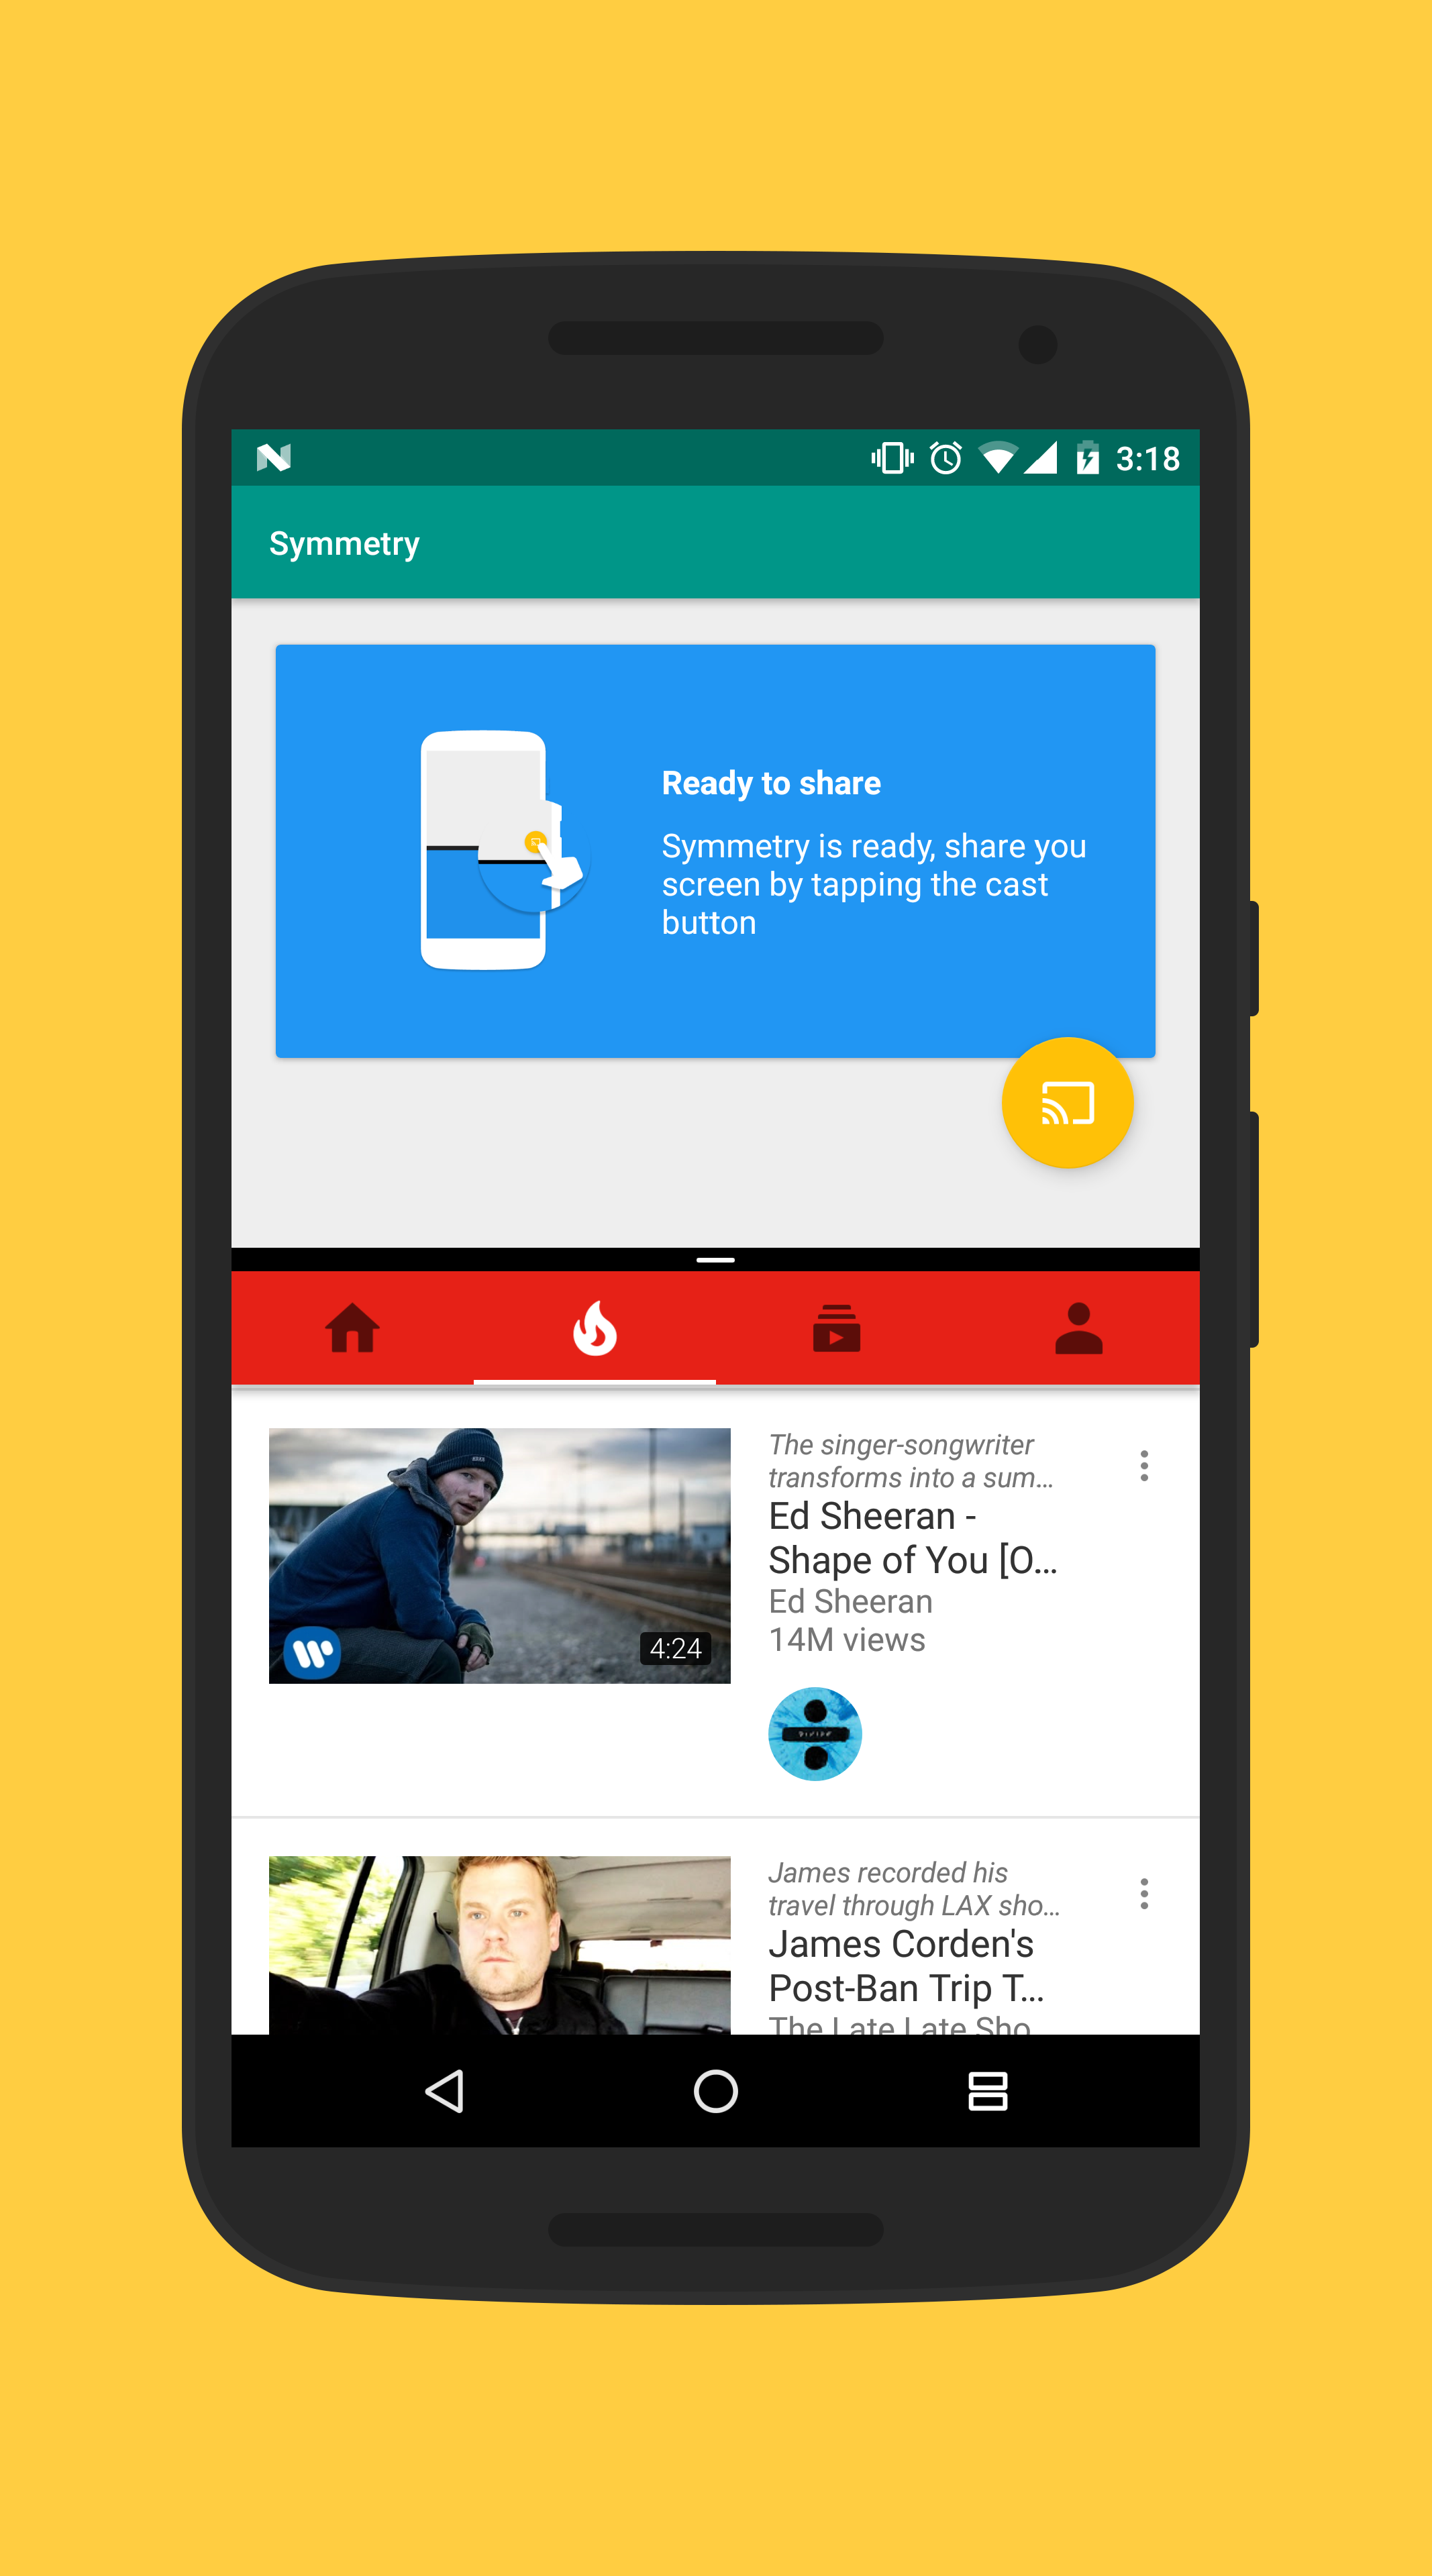 3:18
Symmetry
Ready to share
Symmetry is ready, share you
screen by tapping the cast
button
The singer-songwriter
transforms into a sum…
Ed Sheeran -
Shape of You [O…
Ed Sheeran
14M views
4:24
James recorded his
travel through LAX sho…
James Corden's
Post-Ban Trip T…
The Late Late Sho